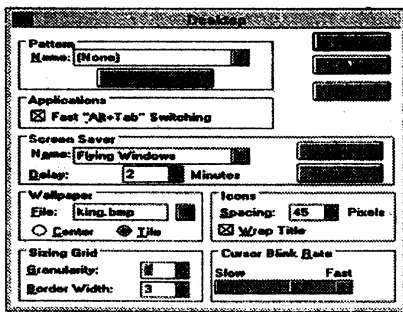 Desktop
Pattern
Name: (None)
Applications
Fast "Alt+Tab" Switching
Screen Saver
Name: Flying Windows
Delay: 2 Minutes
Wallpaper
File: king.bmp
Center Tile
Icons
Spacing: 45 Pixels
Wrap Title
Sizing Grid
Granularity:
Border Width: 3
Cursor Blink Rate
Slow Fast